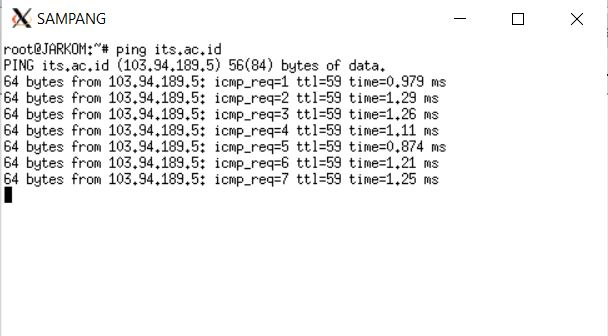 SAMPANG
root@JARKOM:~# ping its.ac.id
PING its.ac.id (103.94.189.5) 56(84) bytes of data.
64 bytes from 103.94.189.5: icmp_req=1 ttl=59 time=0.979 ms
64 bytes from 103.94.189.5: icmp_req=2 ttl=59 time=1.29 ms
64 bytes from 103.94.189.5: icmp_req=3 ttl=59 time=1.26 ms
64 bytes from 103.94.189.5: icmp_req=4 ttl=59 time=1.11 ms
64 bytes from 103.94.189.5: icmp_req=5 ttl=59 time=0.874 ms
64 bytes from 103.94.189.5: icmp_req=6 ttl=59 time=1.21 ms
64 bytes from 103.94.189.5: icmp_req=7 ttl=59 time=1.25 ms